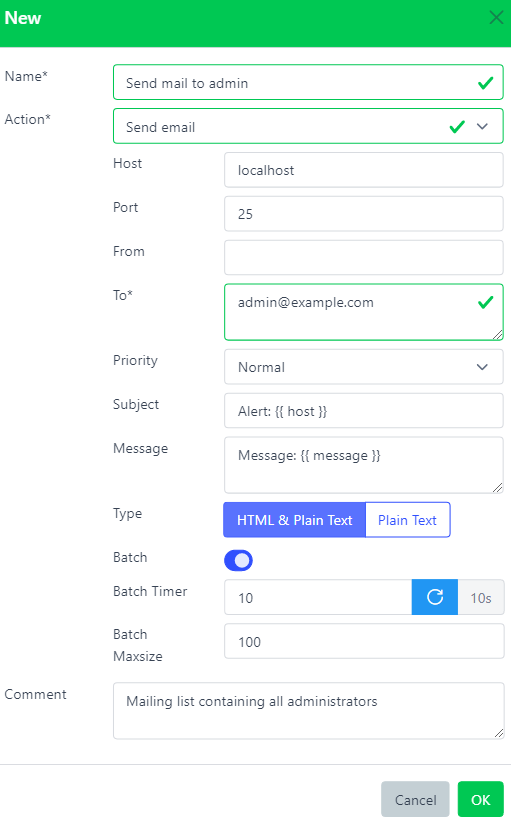 New
Name* Send mail to admin
Action* Send email
Host localhost
Port 25
From
To* admin@example.com
Priority Normal
Subject Alert: {{ host }}
Message Message: {{ message }}
Type HTML & Plain Text Plain Text
Batch
Batch Timer 10 10s
Batch
Maxsize 100
Comment Mailing list containing all administrators
Cancel OK